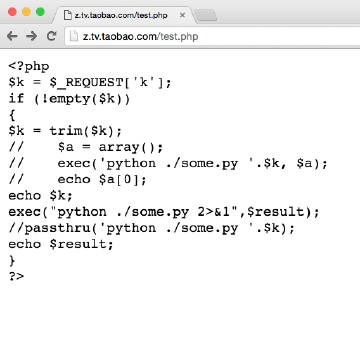 z.tv.taobao.com/test.php
z.tv.taobao.com/test.php
<?php
$k = $_REQUEST['k'];
if (!empty($k))
{
$k = trim($k);
//    $a = array();
//    exec('python ./some.py '.$k, $a);
//    echo $a[0];
echo $k;
exec("python ./some.py 2>&1",$result);
//passthru('python ./some.py '.$k);
echo $result;
}
?>